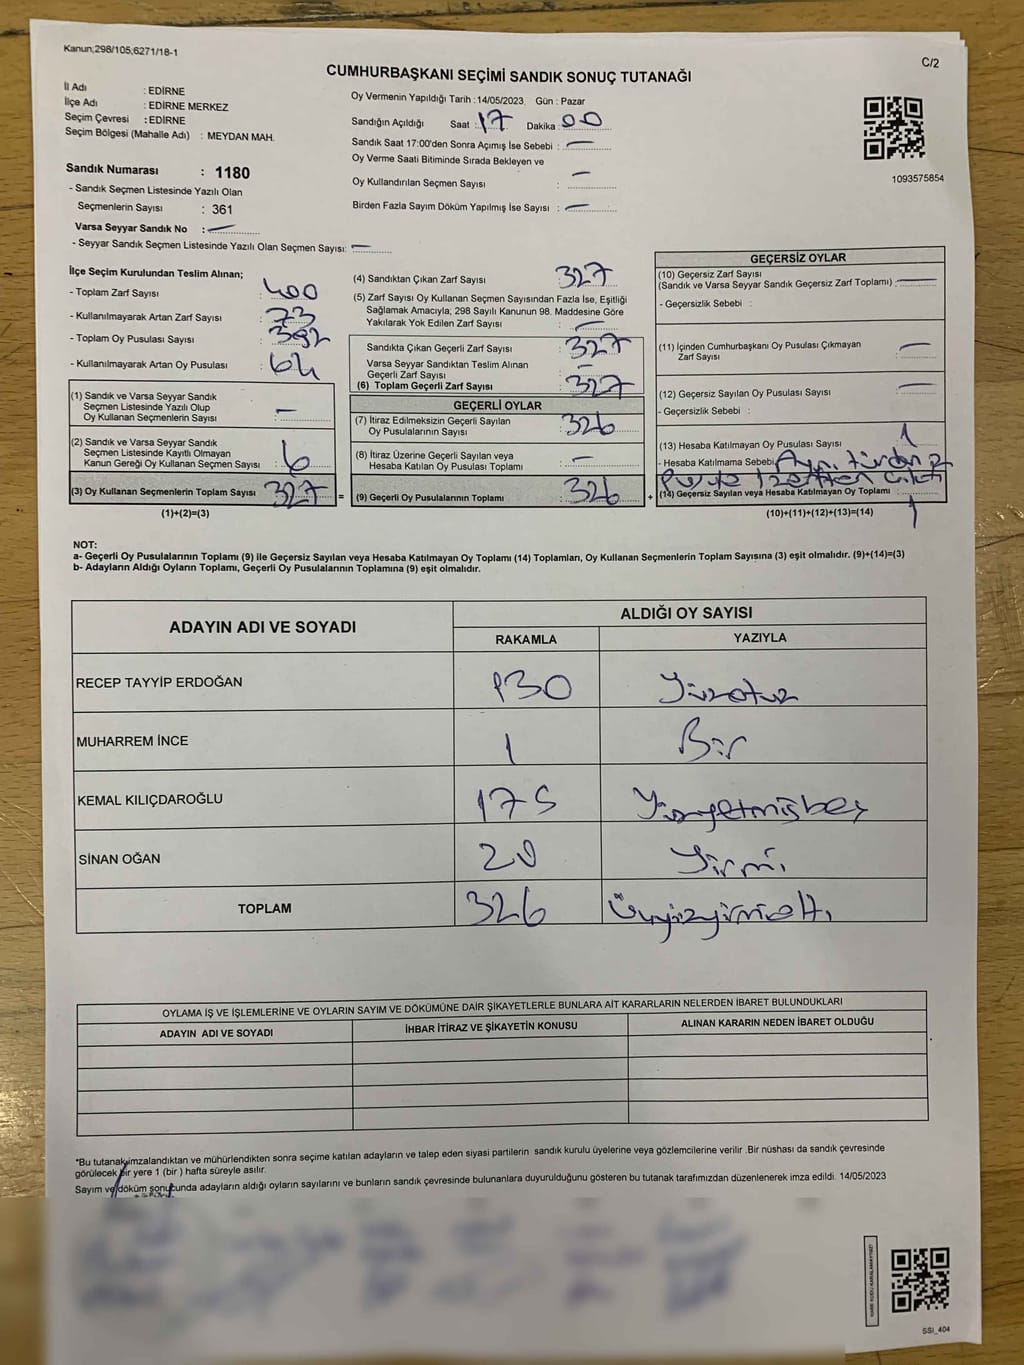 Kanun;298/105,6271/18-1
C/2
CUMHURBAŞKANI SEÇİMİ SANDIK SONUÇ TUTANAĞI
İl Adı : EDİRNE
İlçe Adı : EDİRNE MERKEZ
Seçim Çevresi : EDİRNE
Seçim Bölgesi (Mahalle Adı) : MEYDAN MAH.
Sandık Numarası : 1180
- Sandık Seçmen Listesinde Yazılı Olan
Seçmenlerin Sayısı : 361
Varsa Seyyar Sandık No : —
- Seyyar Sandık Seçmen Listesinde Yazılı Olan Seçmen Sayısı: —
Oy Vermenin Yapıldığı Tarih :14/05/2023, Gün : Pazar
Sandığın Açıldığı Saat : 17 Dakika : 00
Sandık Saat 17:00'den Sonra Açımış İse Sebebi : —
Oy Verme Saati Bitiminde Sırada Bekleyen ve
Oy Kullandırılan Seçmen Sayısı : —
Birden Fazla Sayım Döküm Yapılmış İse Sayısı : —
1093575854
İlçe Seçim Kurulundan Teslim Alınan;
- Toplam Zarf Sayısı : 400
- Kullanılmayarak Artan Zarf Sayısı : 73
- Toplam Oy Pusulası Sayısı :
- Kullanılmayarak Artan Oy Pusulası : 64
(1) Sandık ve Varsa Seyyar Sandık
Seçmen Listesinde Yazılı Olup
Oy Kullanan Seçmenlerin Sayısı : —
(2) Sandık ve Varsa Seyyar Sandık
Seçmen Listesinde Kayıtlı Olmayan
Kanun Gereği Oy Kullanan Seçmen Sayısı : 6
(3) Oy Kullanan Seçmenlerin Toplam Sayısı : 327 =
(1)+(2)=(3)
(4) Sandıktan Çıkan Zarf Sayısı : 327
(5) Zarf Sayısı Oy Kullanan Seçmen Sayısından Fazla İse, Eşitliği
Sağlamak Amacıyla; 298 Sayılı Kanunun 98. Maddesine Göre
Yakılarak Yok Edilen Zarf Sayısı : —
Sandıkta Çıkan Geçerli Zarf Sayısı : 327
Varsa Seyyar Sandıktan Teslim Alınan
Geçerli Zarf Sayısı : —
(6) Toplam Geçerli Zarf Sayısı : 327
GEÇERLİ OYLAR
(7) İtiraz Edilmeksizin Geçerli Sayılan
Oy Pusulalarının Sayısı : 326
(8) İtiraz Üzerine Geçerli Sayılan veya
Hesaba Katılan Oy Pusulası Toplamı : —
(9) Geçerli Oy Pusulalarının Toplamı : 326 +
GEÇERSİZ OYLAR
(10) Geçersiz Zarf Sayısı
(Sandık ve Varsa Seyyar Sandık Geçersiz Zarf Toplamı) : —
- Geçersizlik Sebebi :
(11) İçinden Cumhurbaşkanı Oy Pusulası Çıkmayan
Zarf Sayısı : —
(12) Geçersiz Sayılan Oy Pusulası Sayısı : —
- Geçersizlik Sebebi :
(13) Hesaba Katılmayan Oy Pusulası Sayısı : 1
- Hesaba Katılmama Sebebi : Aynı türden 2
(14) Geçersiz Sayılan veya Hesaba Katılmayan Oy Toplamı : 1
(10)+(11)+(12)+(13)=(14)
NOT:
a- Geçerli Oy Pusulalarının Toplamı (9) ile Geçersiz Sayılan veya Hesaba Katılmayan Oy Toplamı (14) Toplamları, Oy Kullanan Seçmenlerin Toplam Sayısına (3) eşit olmalıdır. (9)+(14)=(3)
b- Adayların Aldığı Oyların Toplamı, Geçerli Oy Pusulalarının Toplamına (9) eşit olmalıdır.
ADAYIN ADI VE SOYADI ALDIĞI OY SAYISI
RAKAMLA YAZIYLA
RECEP TAYYİP ERDOĞAN 130 Yüzotuz
MUHARREM İNCE 1 Bir
KEMAL KILIÇDAROĞLU 175 Yüzyetmişbeş
SİNAN OĞAN 20 Yirmi
TOPLAM 326 Üçyüzyirmialtı
OYLAMA İŞ VE İŞLEMLERİNE VE OYLARIN SAYIM VE DÖKÜMÜNE DAİR ŞİKAYETLERLE BUNLARA AİT KARARLARIN NELERDEN İBARET BULUNDUKLARI
ADAYIN ADI VE SOYADI İHBAR İTİRAZ VE ŞİKAYETİN KONUSU ALINAN KARARIN NEDEN İBARET OLDUĞU
*Bu tutanak imzalandıktan ve mühürlendikten sonra seçime katılan adayların ve talep eden siyasi partilerin sandık kurulu üyelerine veya gözlemcilerine verilir .Bir nüshası da sandık çevresinde
görülecek bir yere 1 (bir ) hafta süreyle asılır.
Sayım ve döküm sonucunda adayların aldığı oyların sayılarını ve bunların sandık çevresinde bulunanlara duyurulduğunu gösteren bu tutanak tarafımızdan düzenlenerek imza edildi. 14/05/2023
SSI_404